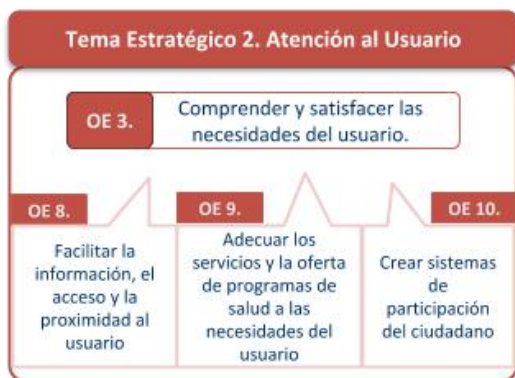 Tema Estratégico 2. Atención al Usuario
OE 3.
Comprender y satisfacer las
necesidades del usuario.
OE 8.
Facilitar la
información, el
acceso y la
proximidad al
usuario
OE 9.
Adecuar los
servicios y la oferta
de programas de
salud a las
necesidades del
usuario
OE 10.
Crear sistemas
de
participación
del ciudadano